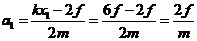 a₁ = (kx₁ − 2f)/2m = (6f − 2f)/2m = 2f/m